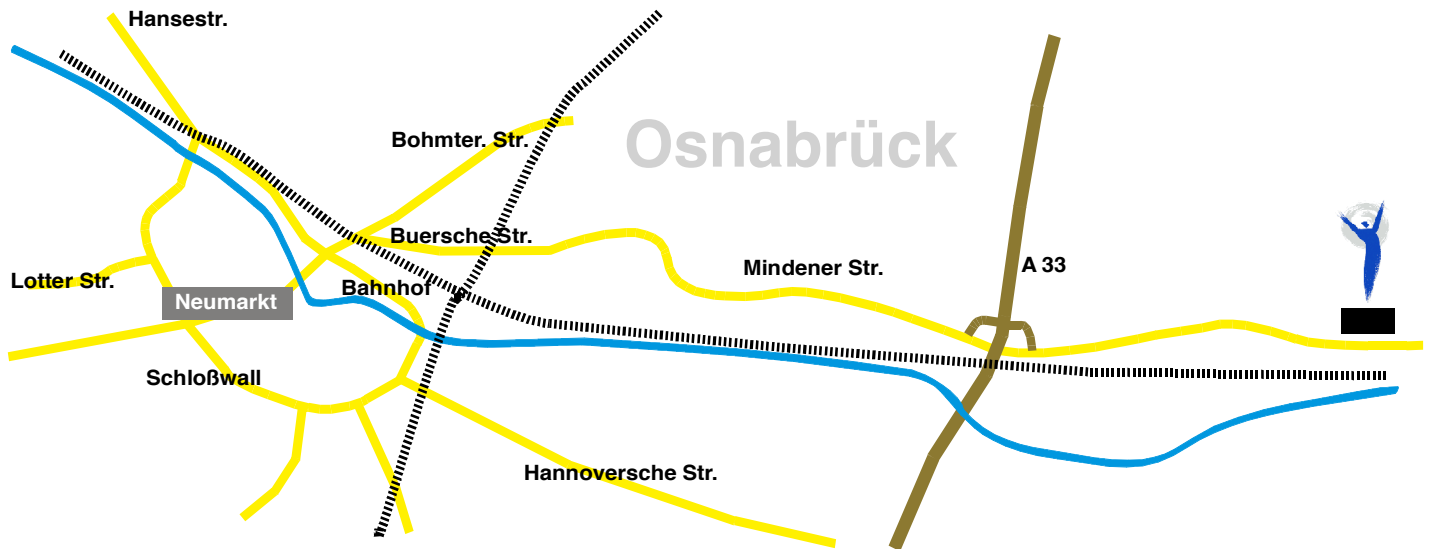 Hansestr.
Bohmter. Str.
Osnabrück
Buersche Str.
Mindener Str.
A 33
Lotter Str.
Bahnhof
Neumarkt
Schloßwall
Hannoversche Str.